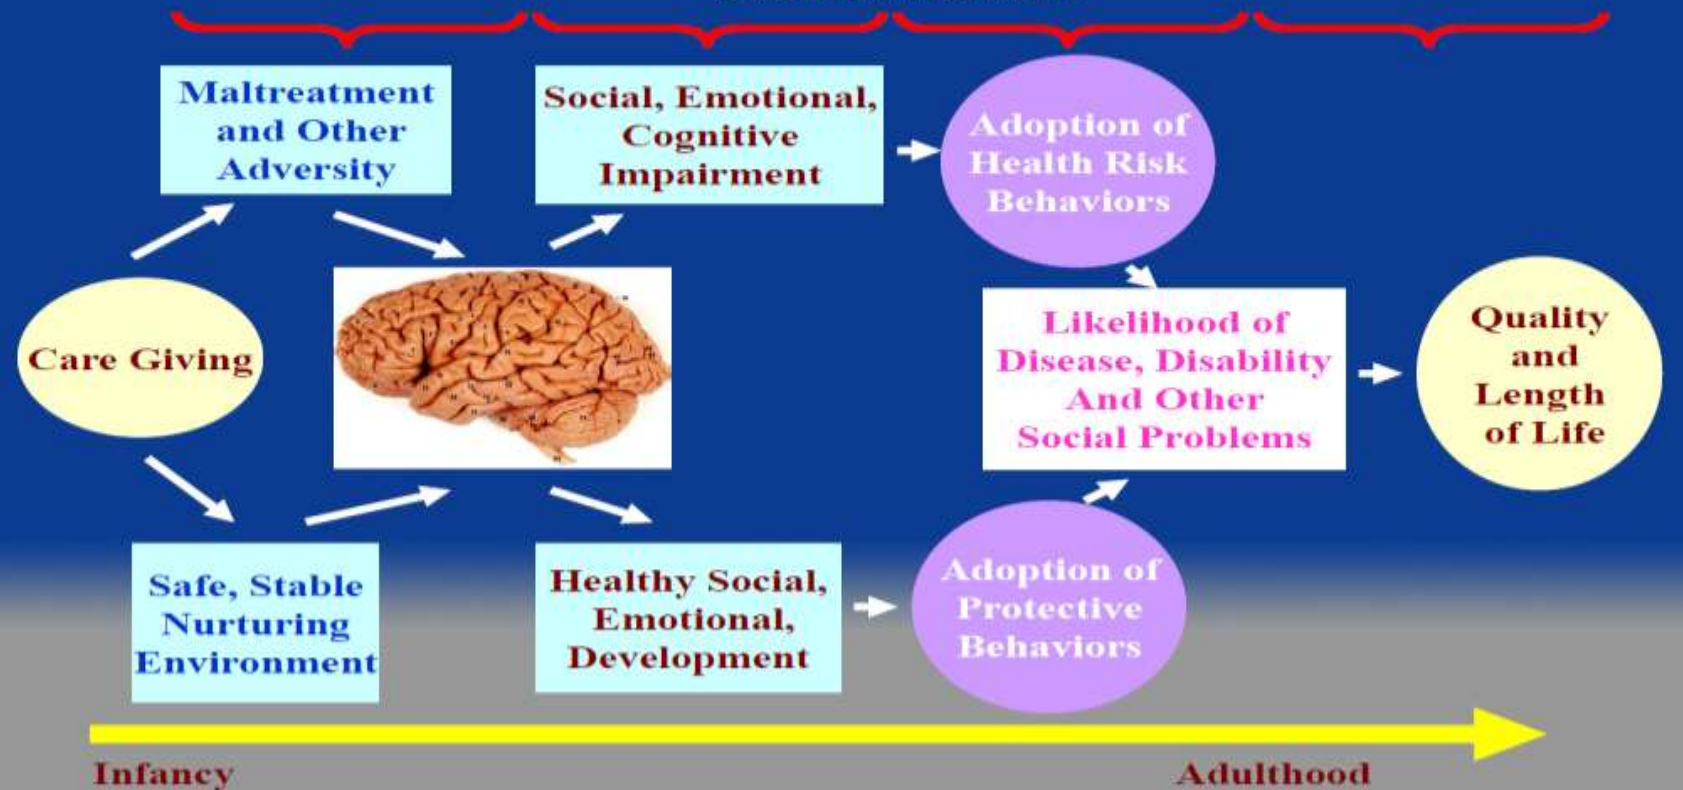 Maltreatment
and Other
Adversity
Social, Emotional,
Cognitive
Impairment
Adoption of
Health Risk
Behaviors
Care Giving
Likelihood of
Disease, Disability
And Other
Social Problems
Quality
and
Length
of Life
Safe, Stable
Nurturing
Environment
Healthy Social,
Emotional,
Development
Adoption of
Protective
Behaviors
Infancy
Adulthood